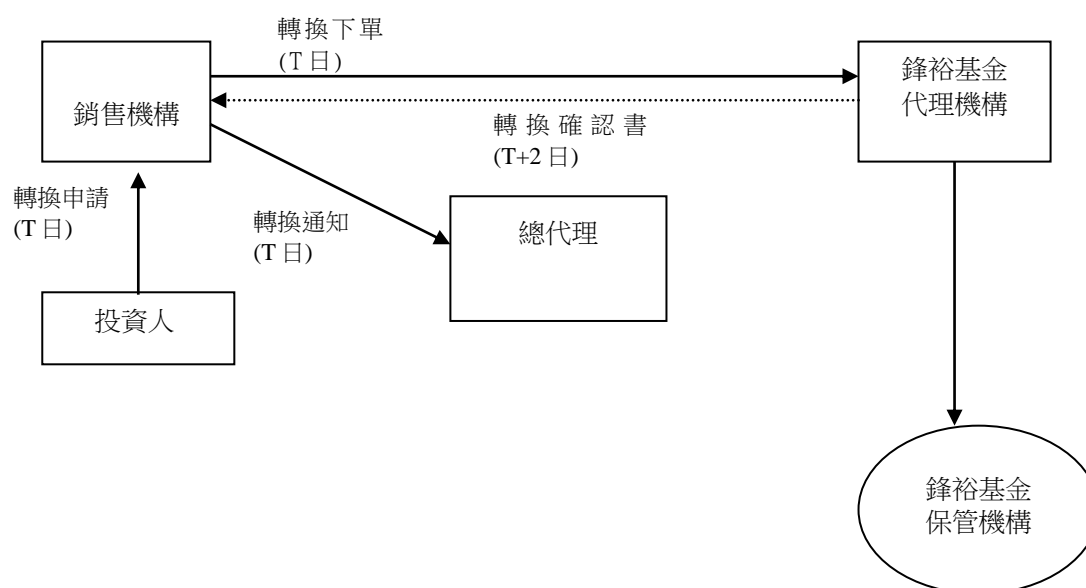 轉換下單
(T 日)
銷售機構
鋒裕基金
代理機構
轉換確認書
(T+2 日)
轉換申請
(T 日)
轉換通知
(T 日)
總代理
投資人
鋒裕基金
保管機構